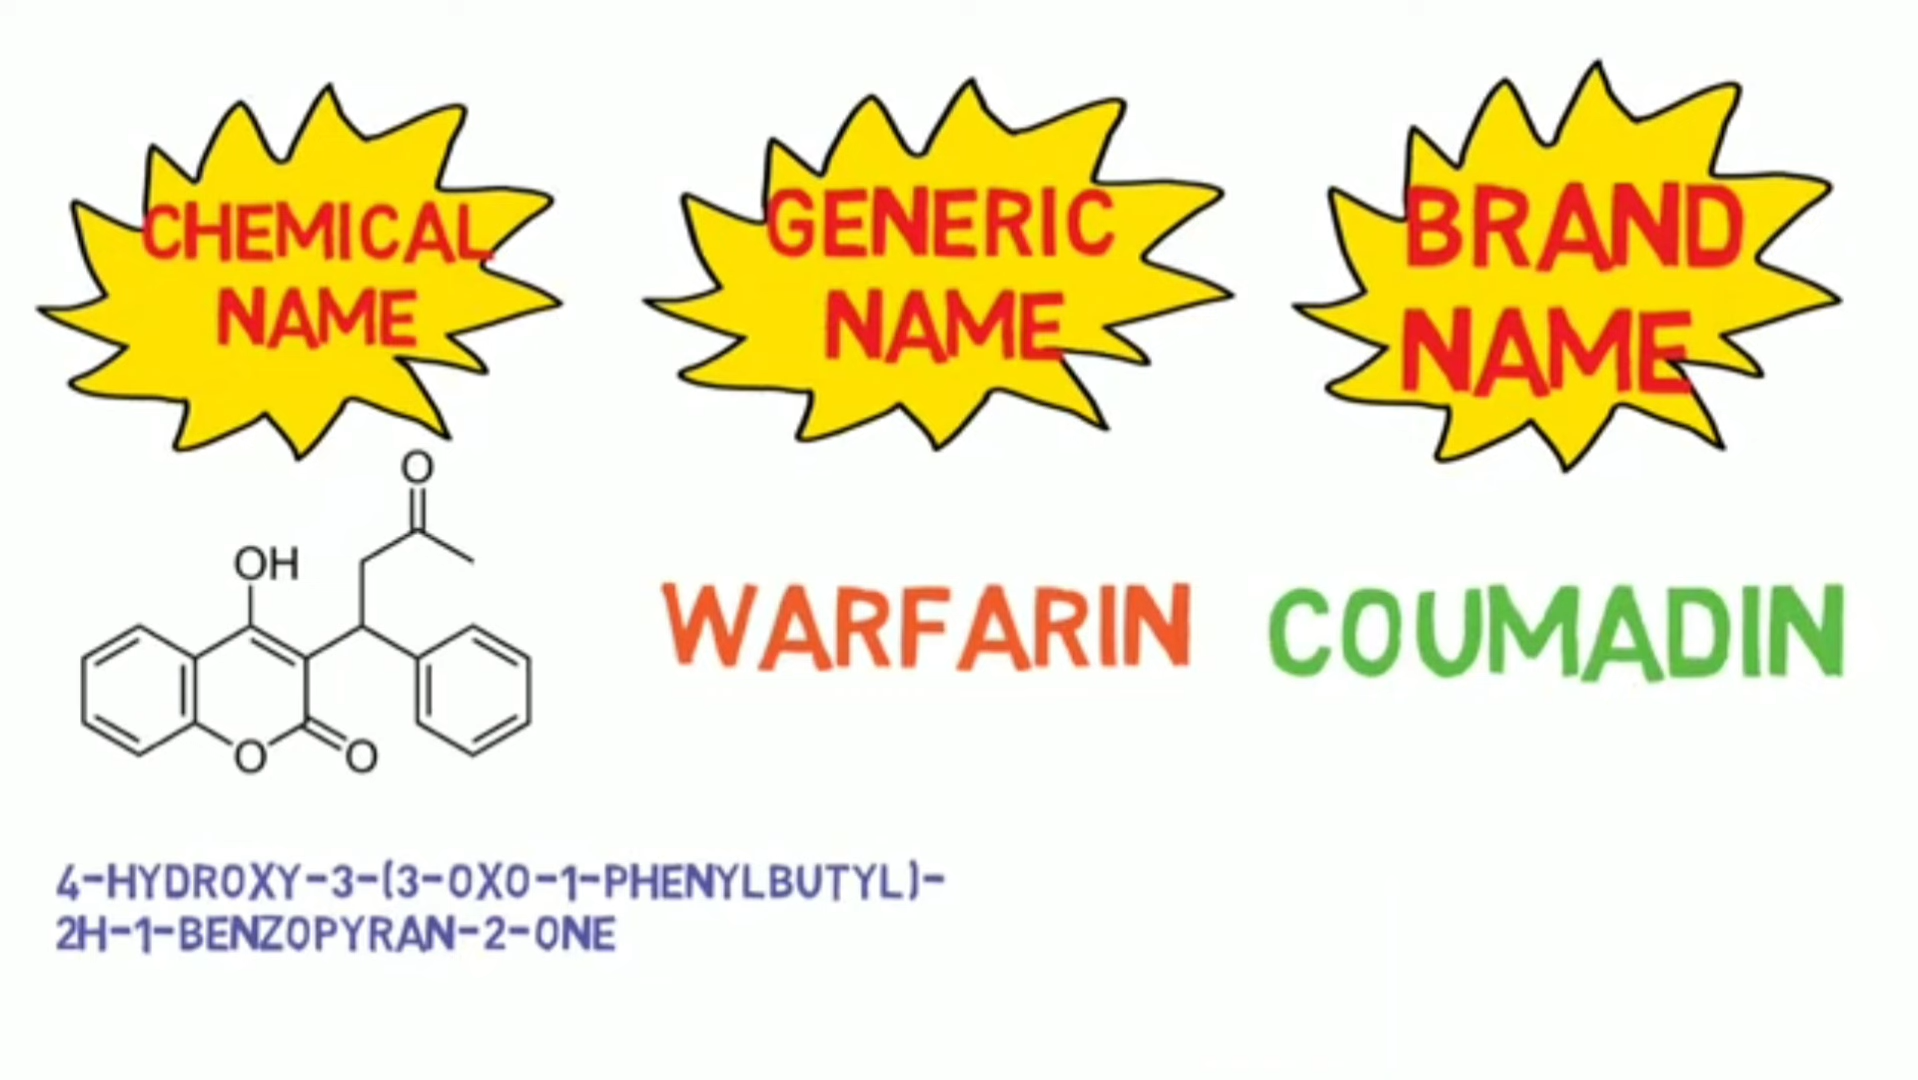 CHEMICAL
NAME
GENERIC
NAME
BRAND
NAME
O
OH
O
O
WARFARIN
COUMADIN
4-HYDROXY-3-(3-OXO-1-PHENYLBUTYL)-
2H-1-BENZOPYRAN-2-ONE